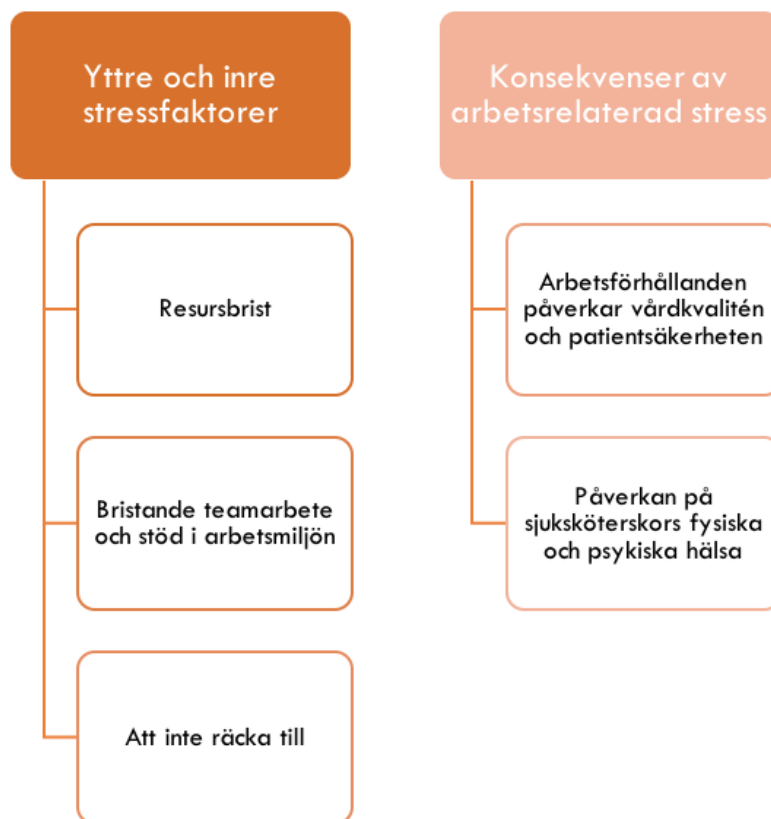 Yttre och inre
stressfaktorer
Resursbrist
Bristande teamarbete
och stöd i arbetsmiljön
Att inte räcka till
Konsekvenser av
arbetsrelaterad stress
Arbetsförhållanden
påverkar vårdkvalitén
och patientsäkerheten
Påverkan på
sjuksköterskors fysiska
och psykiska hälsa